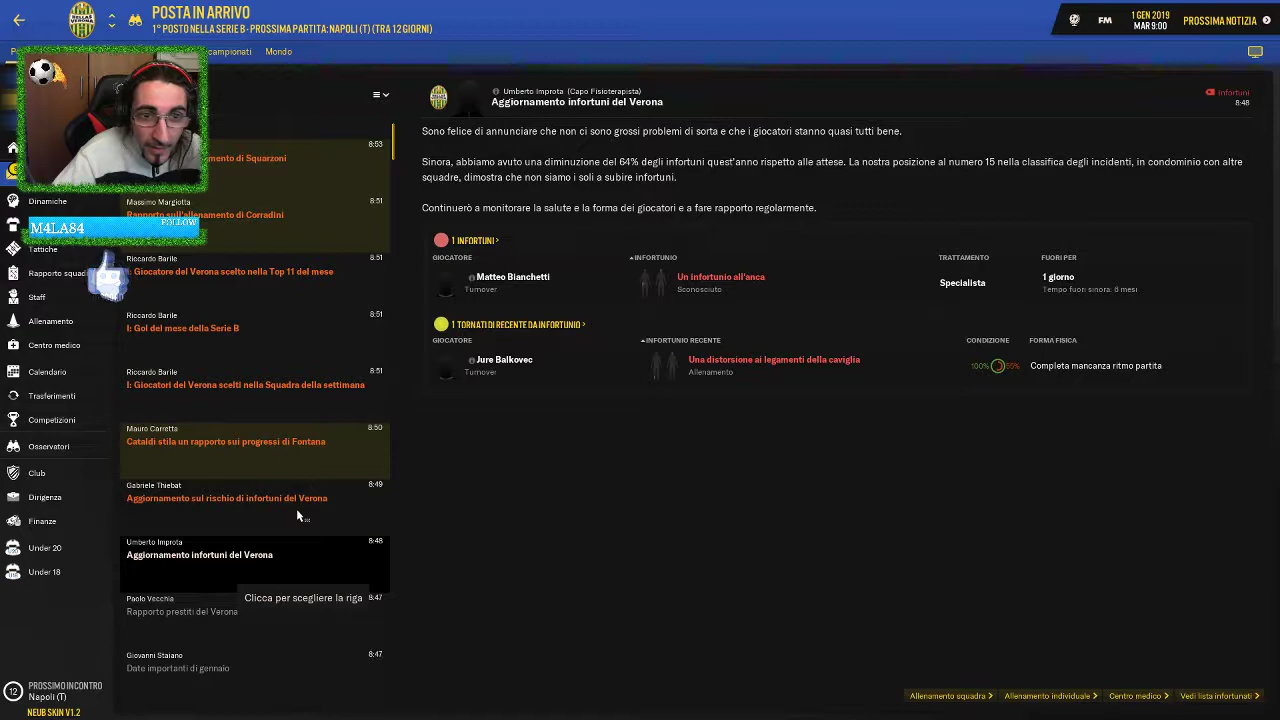 POSTA IN ARRIVO
1° POSTO NELLA SERIE B - PROSSIMA PARTITA: NAPOLI (T) (TRA 12 GIORNI)
FM
1 GEN 2019
MAR 9:00
PROSSIMA NOTIZIA
campionati
Mondo
M4LA84
FOLLOW
Dinamiche
Tattiche
Rapporto squad
Staff
Allenamento
Centro medico
Calendario
Trasferimenti
Competizioni
Osservatori
Club
Dirigenza
Finanze
Under 20
Under 18
12
PROSSIMO INCONTRO
Napoli (T)
NEUB SKIN V1.2
8:53
mento di Squarzoni
Massimo Margiotta
8:51
Rapporto sull'allenamento di Corradini
Riccardo Barile
8:51
I: Giocatore del Verona scelto nella Top 11 del mese
Riccardo Barile
8:51
I: Gol del mese della Serie B
Riccardo Barile
8:51
I: Giocatori del Verona scelti nella Squadra della settimana
Mauro Carretta
8:50
Cataldi stila un rapporto sui progressi di Fontana
Gabriele Thiebat
8:49
Aggiornamento sul rischio di infortuni del Verona
Umberto Improta
8:48
Aggiornamento infortuni del Verona
Clicca per scegliere la riga
Paolo Vecchia
8:47
Rapporto prestiti del Verona
Giovanni Staiano
8:47
Date importanti di gennaio
Umberto Improta (Capo Fisioterapista)
Aggiornamento infortuni del Verona
Infortuni
8:48
Sono felice di annunciare che non ci sono grossi problemi di sorta e che i giocatori stanno quasi tutti bene.
Sinora, abbiamo avuto una diminuzione del 64% degli infortuni quest'anno rispetto alle attese. La nostra posizione al numero 15 nella classifica degli incidenti, in condominio con altre
squadre, dimostra che non siamo i soli a subire infortuni.
Continuerò a monitorare la salute e la forma dei giocatori e a fare rapporto regolarmente.
1 INFORTUNI >
GIOCATORE
INFORTUNIO
TRATTAMENTO
FUORI PER
Matteo Bianchetti
Turnover
Un infortunio all'anca
Sconosciuto
Specialista
1 giorno
Tempo fuori sinora: 6 mesi
1 TORNATI DI RECENTE DA INFORTUNIO >
GIOCATORE
INFORTUNIO RECENTE
CONDIZIONE
FORMA FISICA
Jure Balkovec
Turnover
Una distorsione ai legamenti della caviglia
Allenamento
100%
Completa mancanza ritmo partita
Allenamento squadra >
Allenamento individuale >
Centro medico >
Vedi lista infortunati >